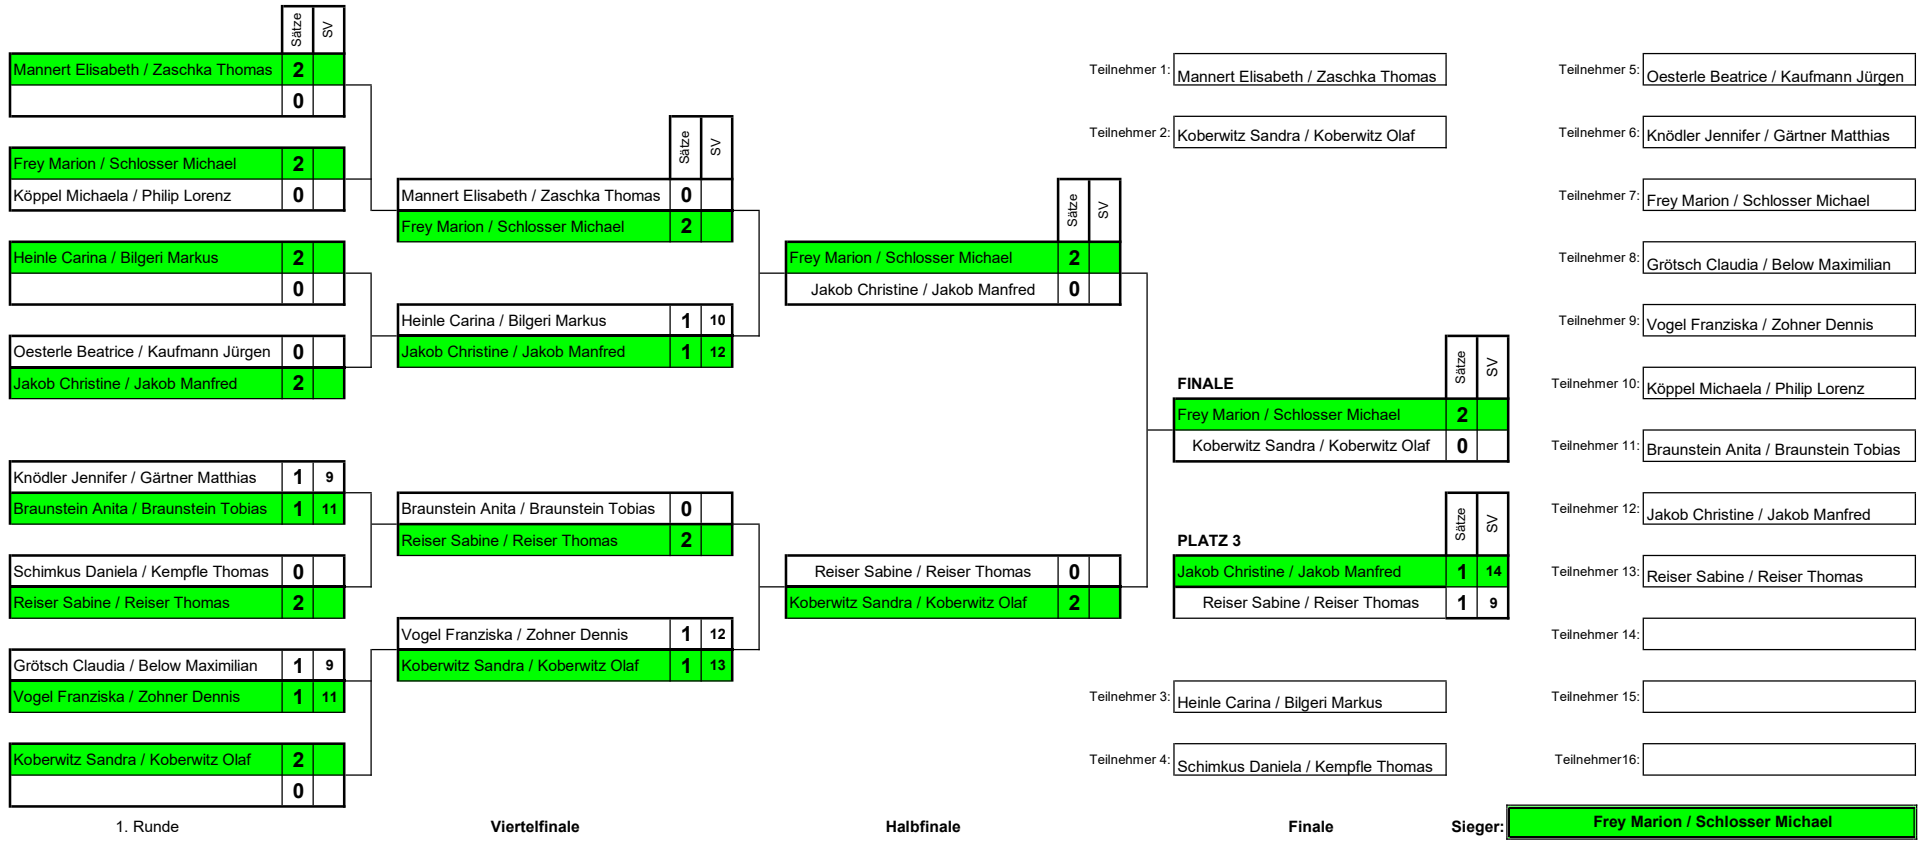 Sätze SV
Mannert Elisabeth / Zaschka Thomas 2
0
Frey Marion / Schlosser Michael 2
Köppel Michaela / Philip Lorenz 0
Heinle Carina / Bilgeri Markus 2
0
Oesterle Beatrice / Kaufmann Jürgen 0
Jakob Christine / Jakob Manfred 2
Knödler Jennifer / Gärtner Matthias 1 9
Braunstein Anita / Braunstein Tobias 1 11
Schimkus Daniela / Kempfle Thomas 0
Reiser Sabine / Reiser Thomas 2
Grötsch Claudia / Below Maximilian 1 9
Vogel Franziska / Zohner Dennis 1 11
Koberwitz Sandra / Koberwitz Olaf 2
0
1. Runde
Sätze SV
Mannert Elisabeth / Zaschka Thomas 0
Frey Marion / Schlosser Michael 2
Heinle Carina / Bilgeri Markus 1 10
Jakob Christine / Jakob Manfred 1 12
Braunstein Anita / Braunstein Tobias 0
Reiser Sabine / Reiser Thomas 2
Vogel Franziska / Zohner Dennis 1 12
Koberwitz Sandra / Koberwitz Olaf 1 13
Viertelfinale
Sätze SV
Frey Marion / Schlosser Michael 2
Jakob Christine / Jakob Manfred 0
Reiser Sabine / Reiser Thomas 0
Koberwitz Sandra / Koberwitz Olaf 2
Halbfinale
Teilnehmer 1: Mannert Elisabeth / Zaschka Thomas
Teilnehmer 2: Koberwitz Sandra / Koberwitz Olaf
FINALE Sätze SV
Frey Marion / Schlosser Michael 2
Koberwitz Sandra / Koberwitz Olaf 0
PLATZ 3 Sätze SV
Jakob Christine / Jakob Manfred 1 14
Reiser Sabine / Reiser Thomas 1 9
Teilnehmer 3: Heinle Carina / Bilgeri Markus
Teilnehmer 4: Schimkus Daniela / Kempfle Thomas
Finale
Teilnehmer 5: Oesterle Beatrice / Kaufmann Jürgen
Teilnehmer 6: Knödler Jennifer / Gärtner Matthias
Teilnehmer 7: Frey Marion / Schlosser Michael
Teilnehmer 8: Grötsch Claudia / Below Maximilian
Teilnehmer 9: Vogel Franziska / Zohner Dennis
Teilnehmer 10: Köppel Michaela / Philip Lorenz
Teilnehmer 11: Braunstein Anita / Braunstein Tobias
Teilnehmer 12: Jakob Christine / Jakob Manfred
Teilnehmer 13: Reiser Sabine / Reiser Thomas
Teilnehmer 14:
Teilnehmer 15:
Teilnehmer16:
Sieger: Frey Marion / Schlosser Michael